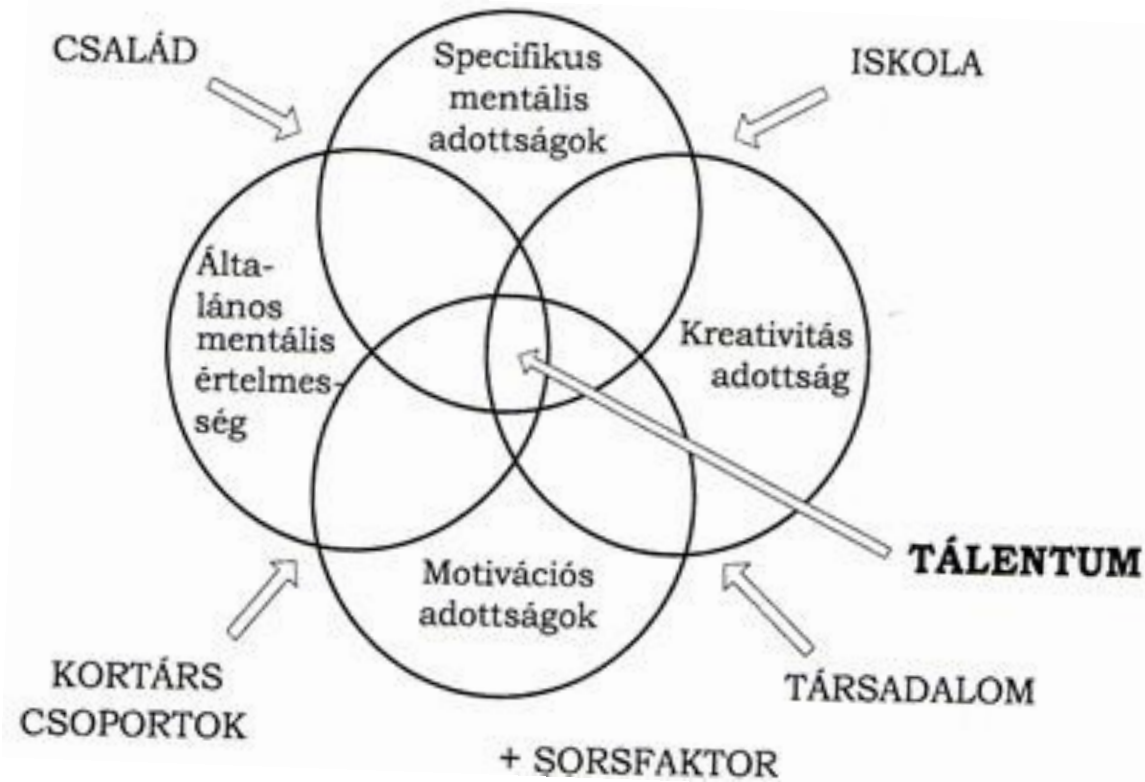 CSALÁD
Specifikus
mentális
adottságok
ISKOLA
Álta-
lános
mentális
értelmes-
ség
Kreativitás
adottság
TÁLENTUM
Motivációs
adottságok
KORTÁRS
CSOPORTOK
TÁRSADALOM
+ SORSFAKTOR